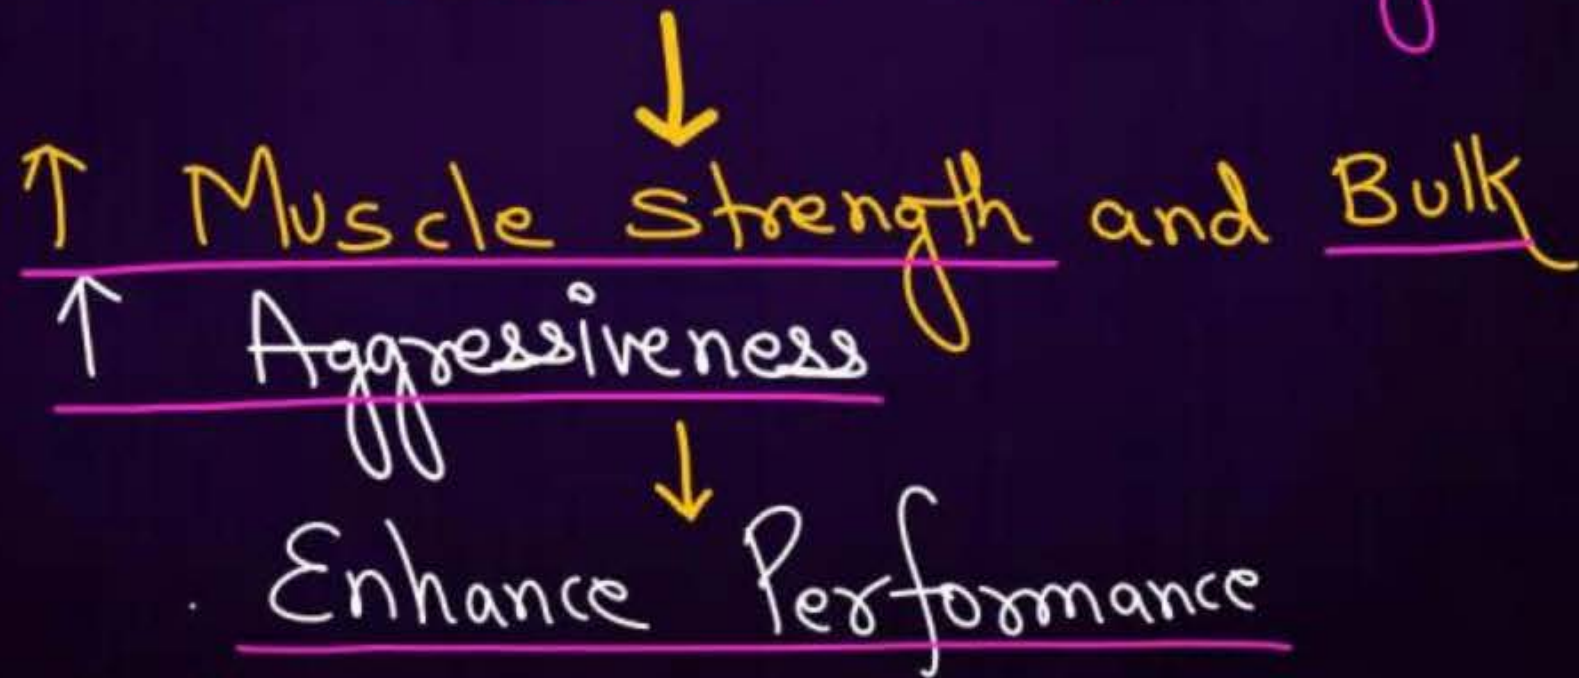 ↓
↑ Muscle strength and Bulk
↑ Aggressiveness
↓
Enhance Performance